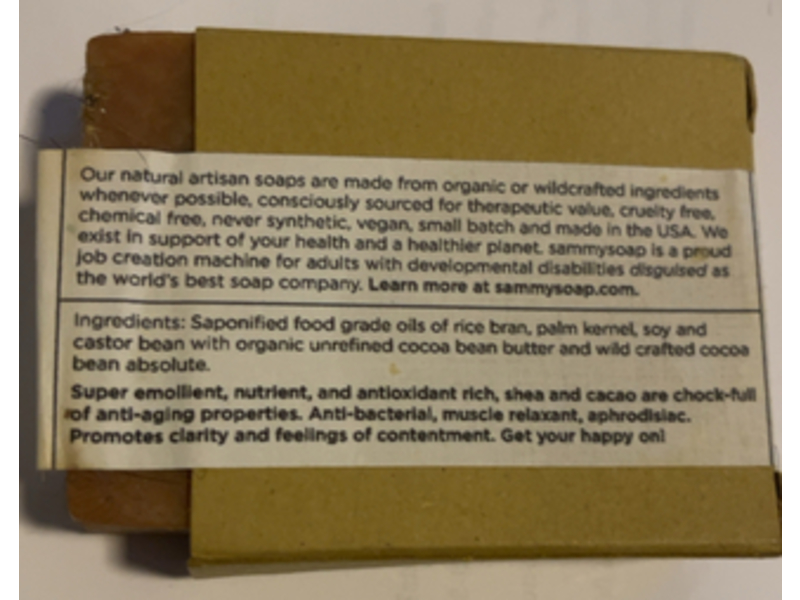 Our natural artisan soaps are made from organic or wildcrafted ingredients
whenever possible, consciously sourced for therapeutic value, cruelty free,
chemical free, never synthetic, vegan, small batch and made in the USA. We
exist in support of your health and a healthier planet. sammysoap is a proud
job creation machine for adults with developmental disabilities disguised as
the world's best soap company. Learn more at sammysoap.com.
Ingredients: Saponified food grade oils of rice bran, palm kernel, soy and
castor bean with organic unrefined cocoa bean butter and wild crafted cocoa
bean absolute.
Super emollient, nutrient, and antioxidant rich, shea and cacao are chock-full
of anti-aging properties. Anti-bacterial, muscle relaxant, aphrodisiac.
Promotes clarity and feelings of contentment. Get your happy on!